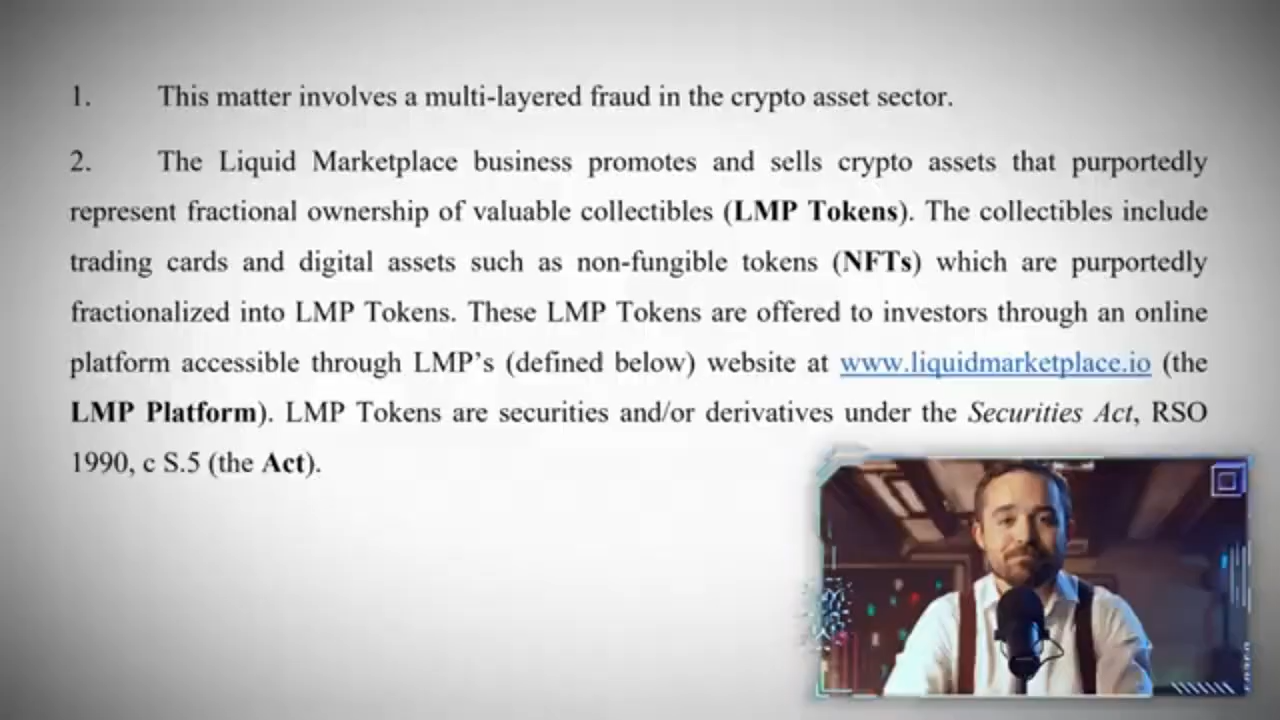 1. This matter involves a multi-layered fraud in the crypto asset sector.
2. The Liquid Marketplace business promotes and sells crypto assets that purportedly
represent fractional ownership of valuable collectibles (LMP Tokens). The collectibles include
trading cards and digital assets such as non-fungible tokens (NFTs) which are purportedly
fractionalized into LMP Tokens. These LMP Tokens are offered to investors through an online
platform accessible through LMP's (defined below) website at www.liquidmarketplace.io (the
LMP Platform). LMP Tokens are securities and/or derivatives under the Securities Act, RSO
1990, c S.5 (the Act).